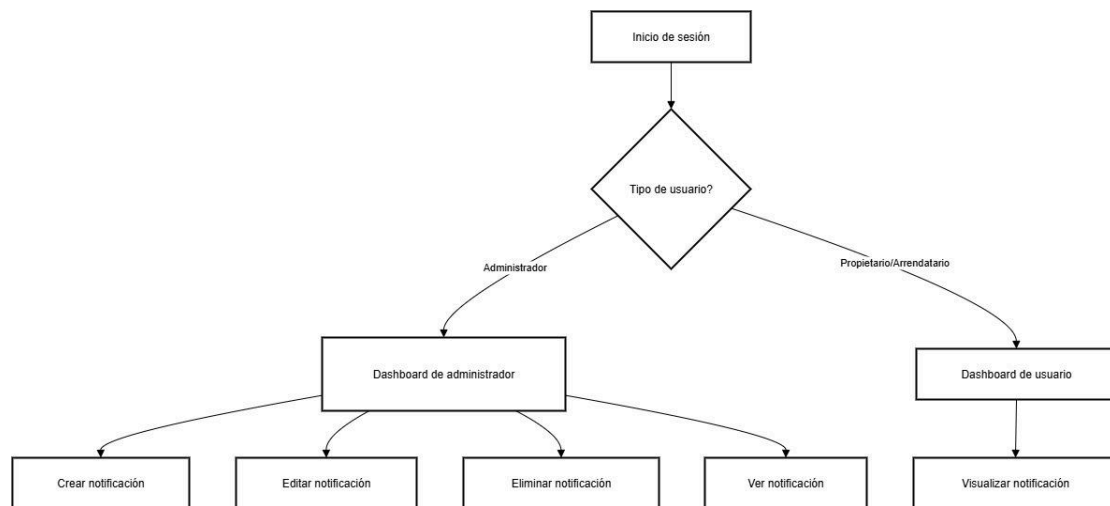 Inicio de sesión
Tipo de usuario?
Administrador
Propietario/Arrendatario
Dashboard de administrador
Dashboard de usuario
Crear notificación
Editar notificación
Eliminar notificación
Ver notificación
Visualizar notificación